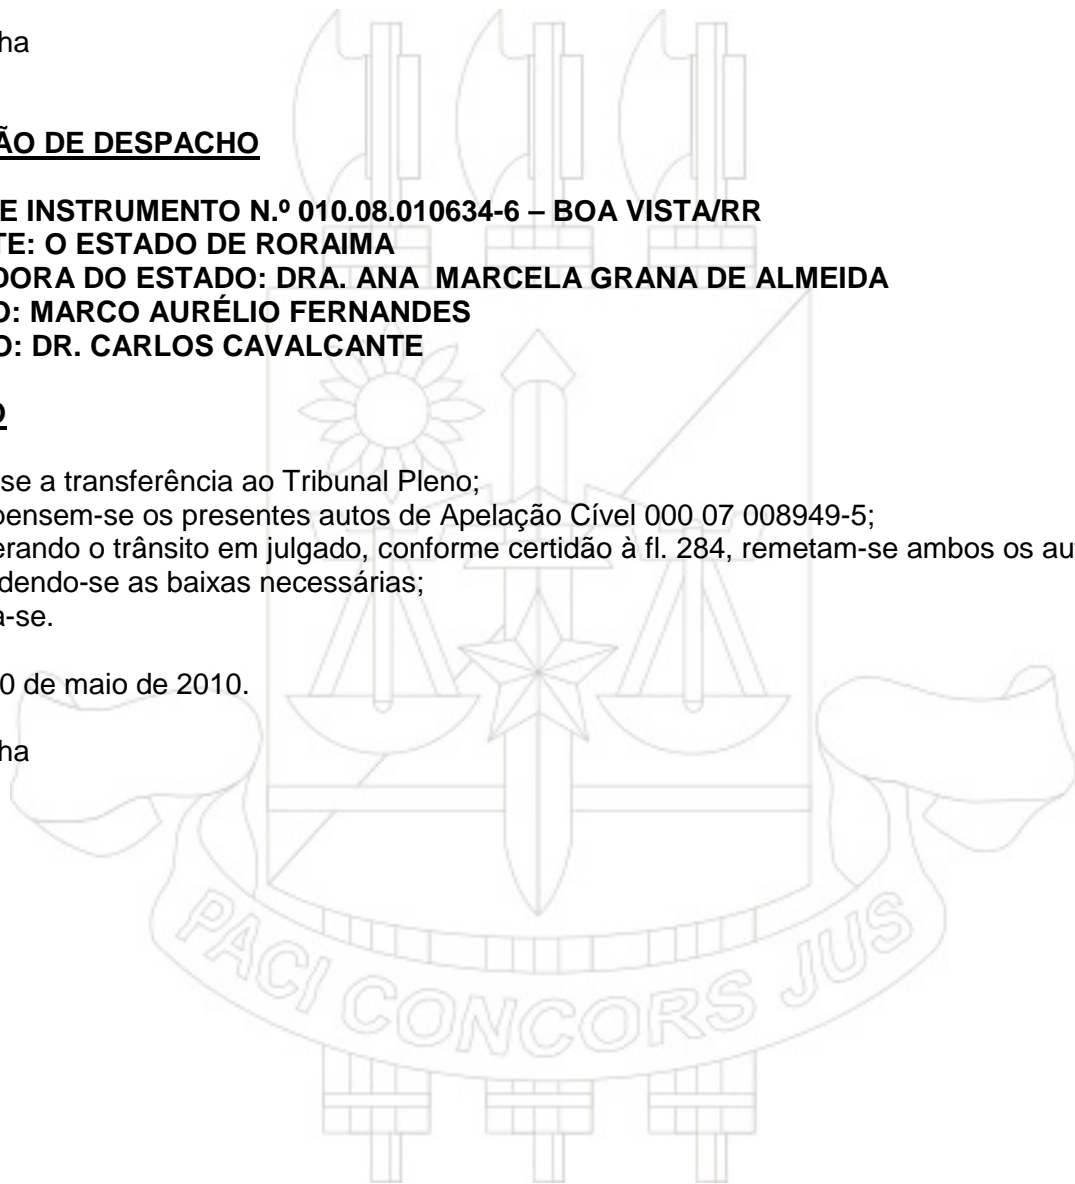 ha
ÃO DE DESPACHO
E INSTRUMENTO N.º 010.08.010634-6 – BOA VISTA/RR
TE: O ESTADO DE RORAIMA
DORA DO ESTADO: DRA. ANA MARCELA GRANA DE ALMEIDA
O: MARCO AURÉLIO FERNANDES
O: DR. CARLOS CAVALCANTE
O
se a transferência ao Tribunal Pleno;
pensem-se os presentes autos de Apelação Cível 000 07 008949-5;
erando o trânsito em julgado, conforme certidão à fl. 284, remetam-se ambos os au
dendo-se as baixas necessárias;
a-se.
0 de maio de 2010.
ha
PACI CONCORS JUS